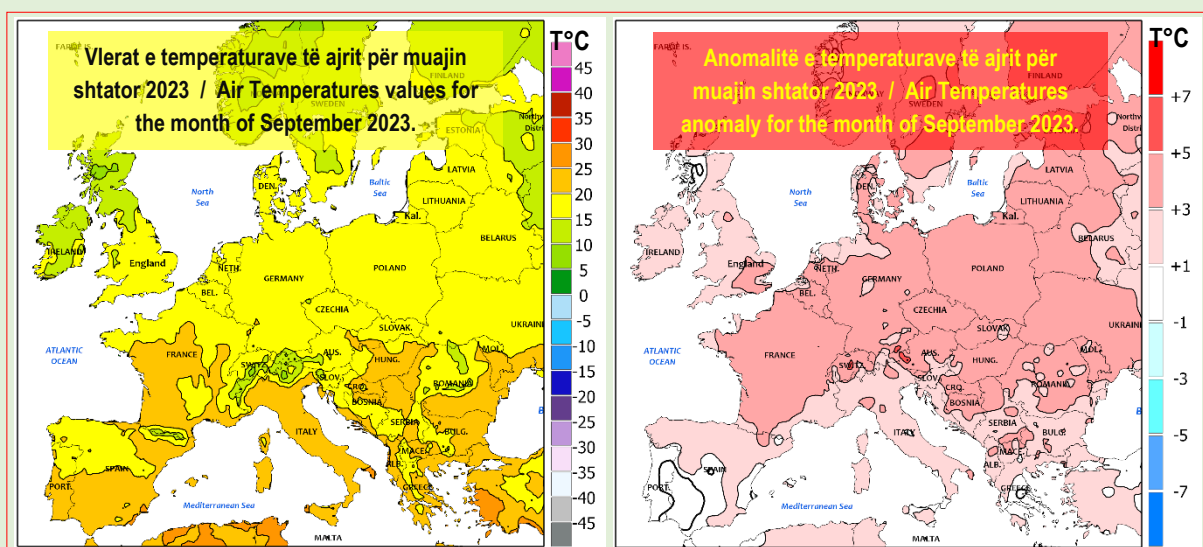 Vlerat e temperaturave të ajrit për muajin
shtator 2023 / Air Temperatures values for
the month of September 2023.
T°C
45
40
35
30
25
20
15
10
5
0
-5
-10
-15
-20
-25
-30
-35
-40
-45
FAROE IS.
FINLAND
SWEDEN
ESTONIA
LATVIA
LITHUANIA
Kal.
BELARUS
DEN.
North
Sea
Baltic
Sea
IRELAND
England
NETH.
BEL.
GERMANY
POLAND
CZECHIA
SLOVAK.
UKRAINE
ATLANTIC
OCEAN
FRANCE
SWITZ.
AUS.
HUNG.
MOL.
SLOV.
CRO.
BOSNIA
ROMANIA
SERBIA
BULG.
ITALY
MACE.
ALB.
GREECE
SPAIN
PORT.
Mediterranean Sea
MALTA
Anomalitë e temperaturave të ajrit për
muajin shtator 2023 / Air Temperatures
anomaly for the month of September 2023.
T°C
+7
+5
+3
+1
-1
-3
-5
-7
FAROE IS.
FINLAND
SWEDEN
LATVIA
LITHUANIA
Kal.
BELARUS
DEN.
North
Sea
Baltic
Sea
IRELAND
England
NETH.
BEL.
GERMANY
POLAND
CZECHIA
SLOVAK.
UKRAINI
ATLANTIC
OCEAN
FRANCE
SWITZ.
AUS.
HUNG.
MOL.
SLOV.
CRO.
BOSNIA
ROMANIA
SERBIA
BULG.
ITALY
MACE.
ALB.
GREECE
SPAIN
PORT.
Mediterranean Sea
MALTA